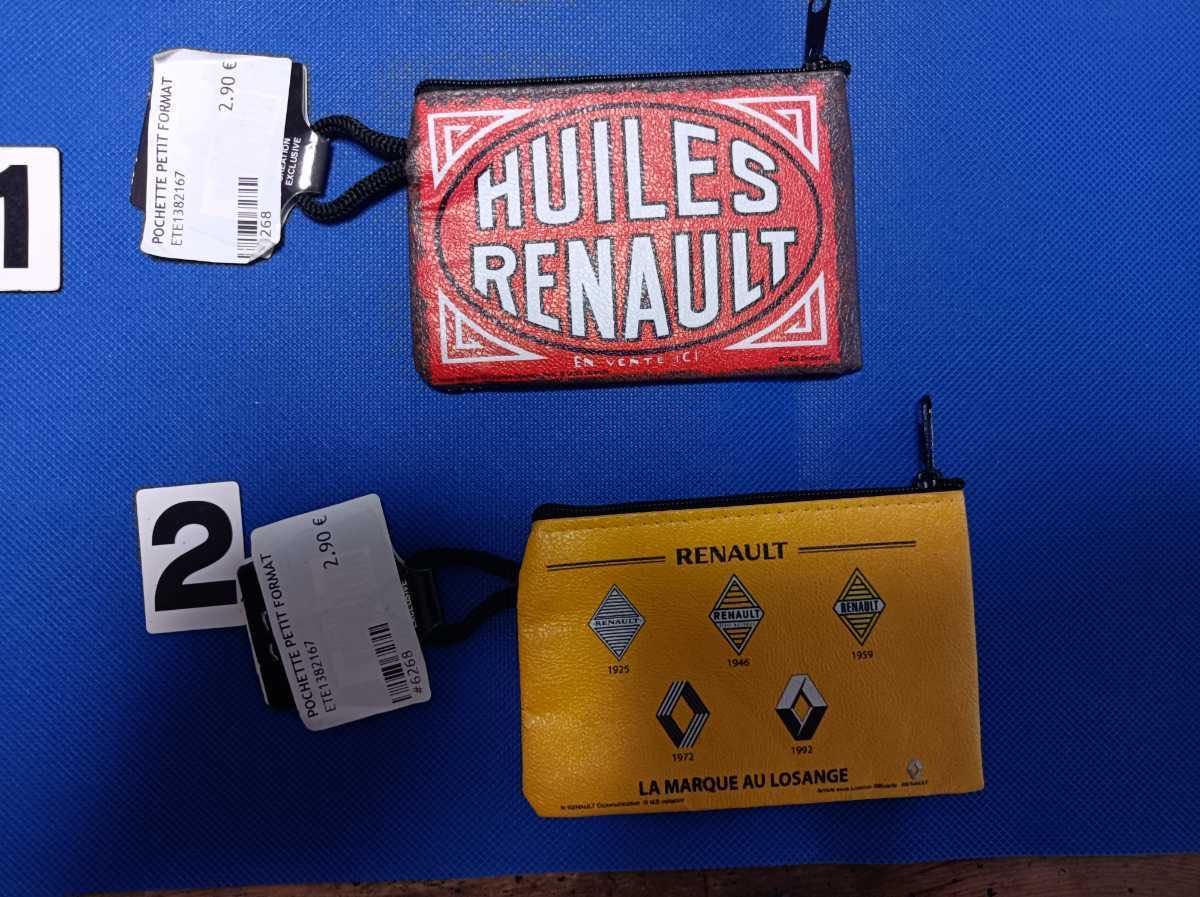 1
POCHETTE PETIT FORMAT
ETE1382167
2.90 €
268
EXCLUSIVE
HUILES
RENAULT
EN VENTE ICI
2
POCHETTE PETIT FORMAT
ETE1382167
2.90 €
#6268
RENAULT
RENAULT
1925
RENAULT
1946
RENAULT
1959
1972
1992
LA MARQUE AU LOSANGE
RENAULT